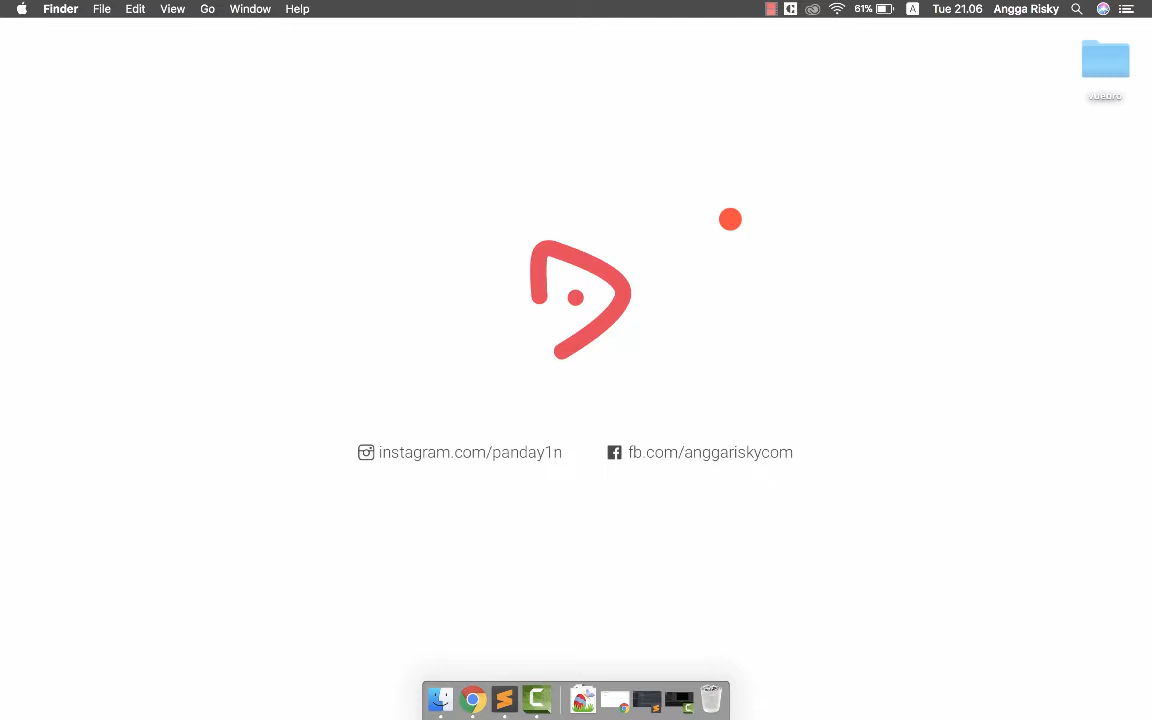 Finder File Edit View Go Window Help 61% A Tue 21.06 Angga Risky
vuepro
instagram.com/panday1n fb.com/anggariskycom